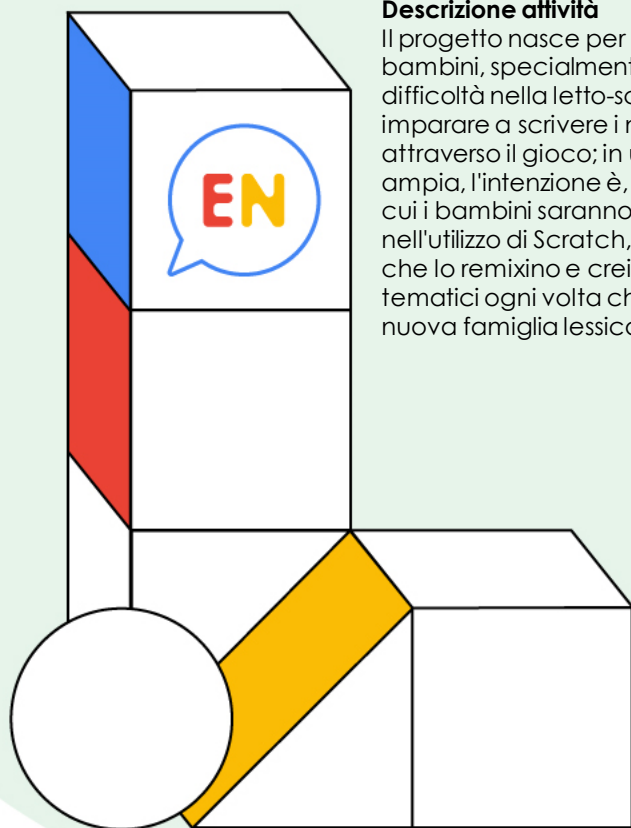 Descrizione attività
Il progetto nasce per
bambini, specialment
difficoltà nella letto-sc
imparare a scrivere i n
attraverso il gioco; in u
ampia, l'intenzione è,
cui i bambini saranno
nell'utilizzo di Scratch,
che lo remixino e crei
tematici ogni volta ch
nuova famiglia lessica
EN